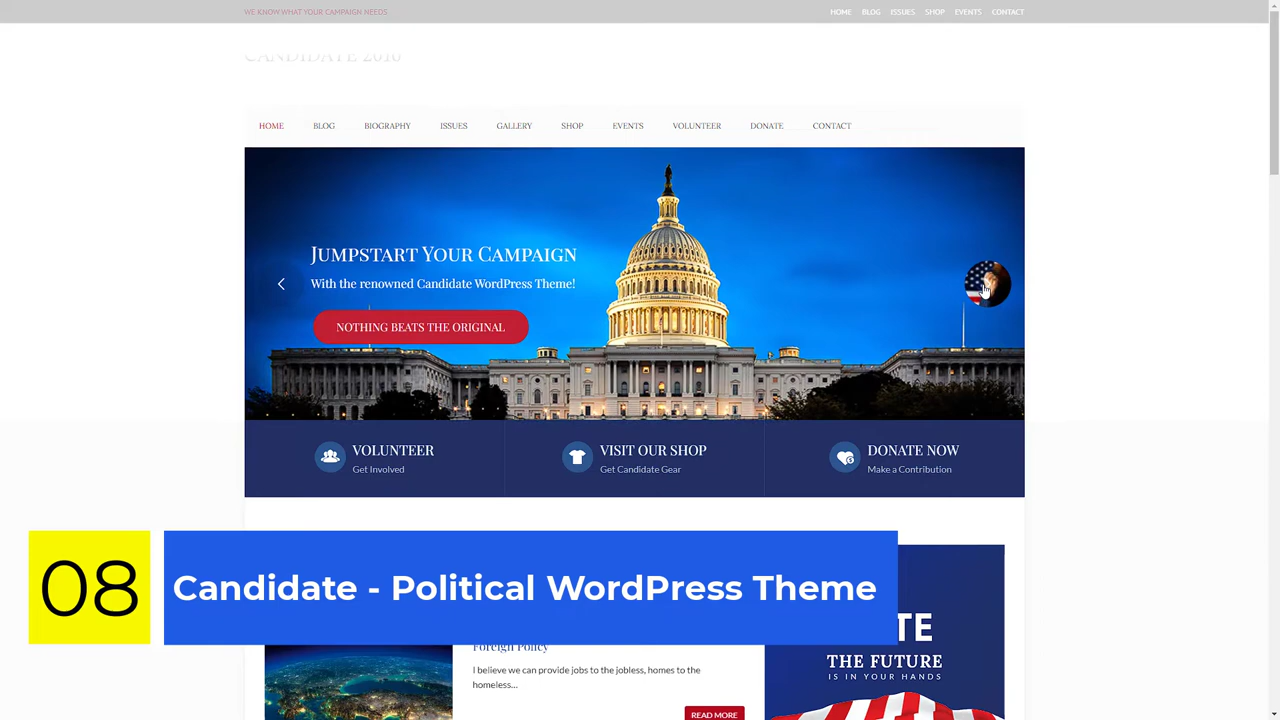 WE KNOW WHAT YOUR CAMPAIGN NEEDS
HOME BLOG ISSUES SHOP EVENTS CONTACT
CANDIDATE 2016
HOME BLOG BIOGRAPHY ISSUES GALLERY SHOP EVENTS VOLUNTEER DONATE CONTACT
JUMPSTART YOUR CAMPAIGN
With the renowned Candidate WordPress Theme!
NOTHING BEATS THE ORIGINAL
VOLUNTEER
Get Involved
VISIT OUR SHOP
Get Candidate Gear
DONATE NOW
Make a Contribution
08
Candidate - Political WordPress Theme
Foreign Policy
I believe we can provide jobs to the jobless, homes to the
homeless...
READ MORE
THE FUTURE
IS IN YOUR HANDS